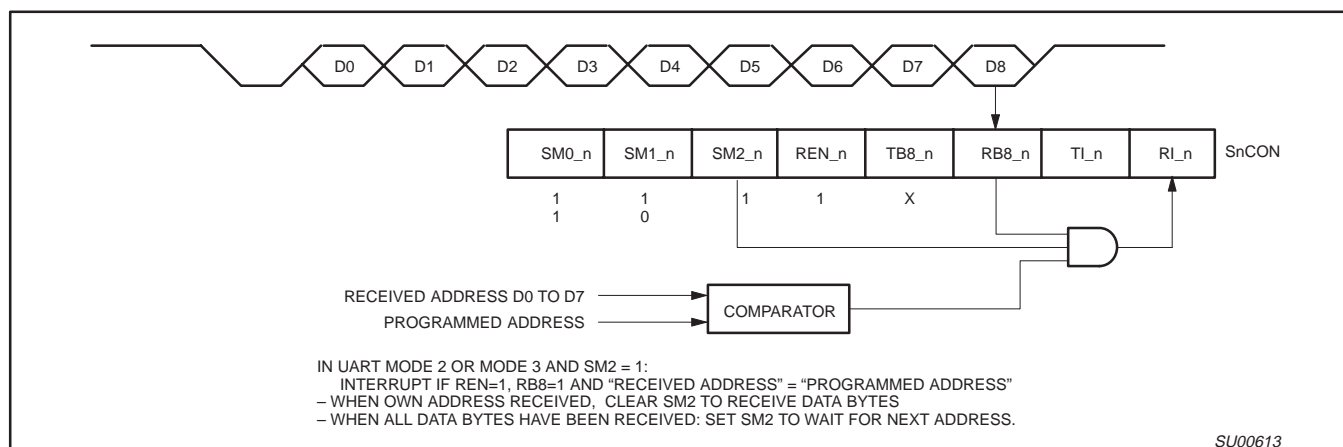 D0 D1 D2 D3 D4 D5 D6 D7 D8
SM0_n SM1_n SM2_n REN_n TB8_n RB8_n TI_n RI_n SnCON
1 1 1 1 X
1 0
RECEIVED ADDRESS D0 TO D7
PROGRAMMED ADDRESS
COMPARATOR
IN UART MODE 2 OR MODE 3 AND SM2 = 1:
INTERRUPT IF REN=1, RB8=1 AND “RECEIVED ADDRESS” = “PROGRAMMED ADDRESS”
– WHEN OWN ADDRESS RECEIVED, CLEAR SM2 TO RECEIVE DATA BYTES
– WHEN ALL DATA BYTES HAVE BEEN RECEIVED: SET SM2 TO WAIT FOR NEXT ADDRESS.
SU00613